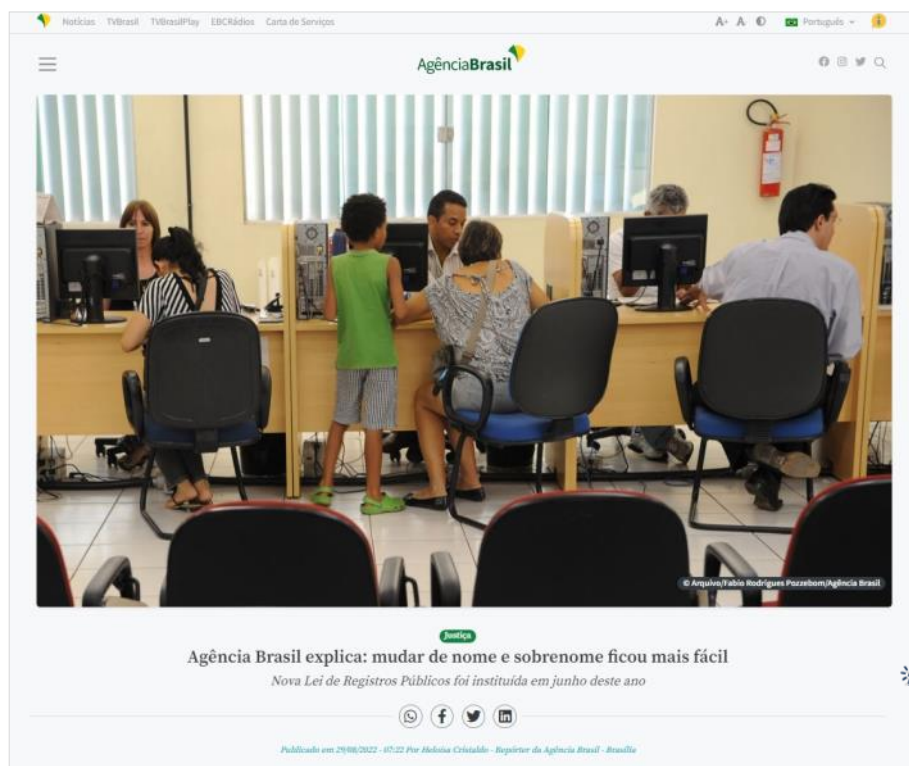 Notícias TVBrasil TVBrasilPlay EBCRádios Carta de Serviços A+ A Português
AgênciaBrasil
© Arquivo/Fabio Rodrigues Pozzebom/Agência Brasil
Justiça
Agência Brasil explica: mudar de nome e sobrenome ficou mais fácil
Nova Lei de Registros Públicos foi instituída em junho deste ano
Publicado em 29/08/2022 - 07:22 Por Heloísa Cristaldo - Repórter da Agência Brasil - Brasília